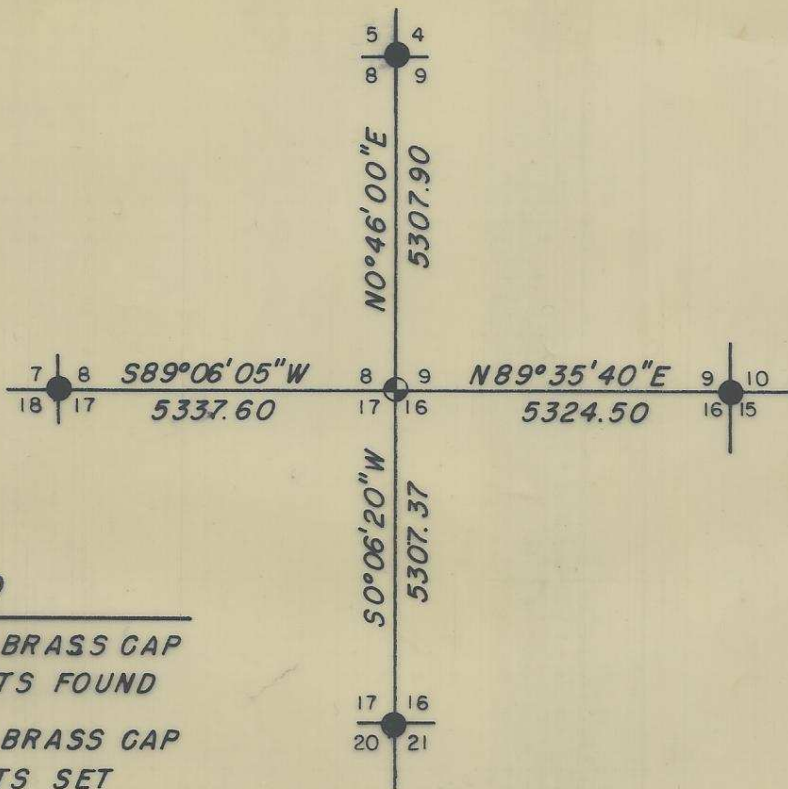 5 4
8 9
N0°46'00"E
5307.90
7 8 S89°06'05"W 8 9 N89°35'40"E 9 10
18 17 5337.60 17 16 5324.50 16 15
S0°06'20"W
5307.37
BRASS CAP
TS FOUND
17 16
BRASS CAP
20 21
TS SET